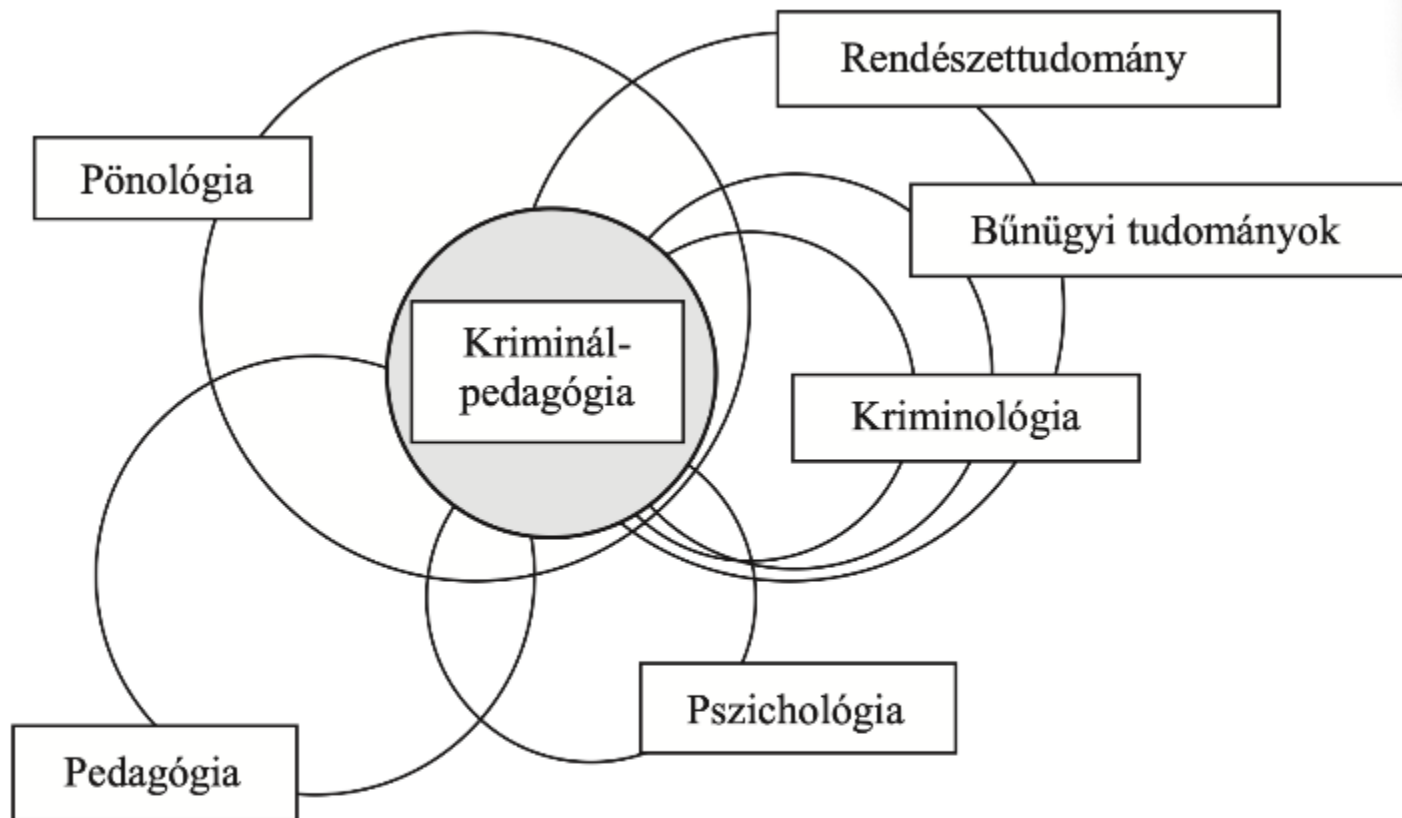 Rendészettudomány
Pönológia
Bűnügyi tudományok
Kriminál-
pedagógia
Kriminológia
Pszichológia
Pedagógia